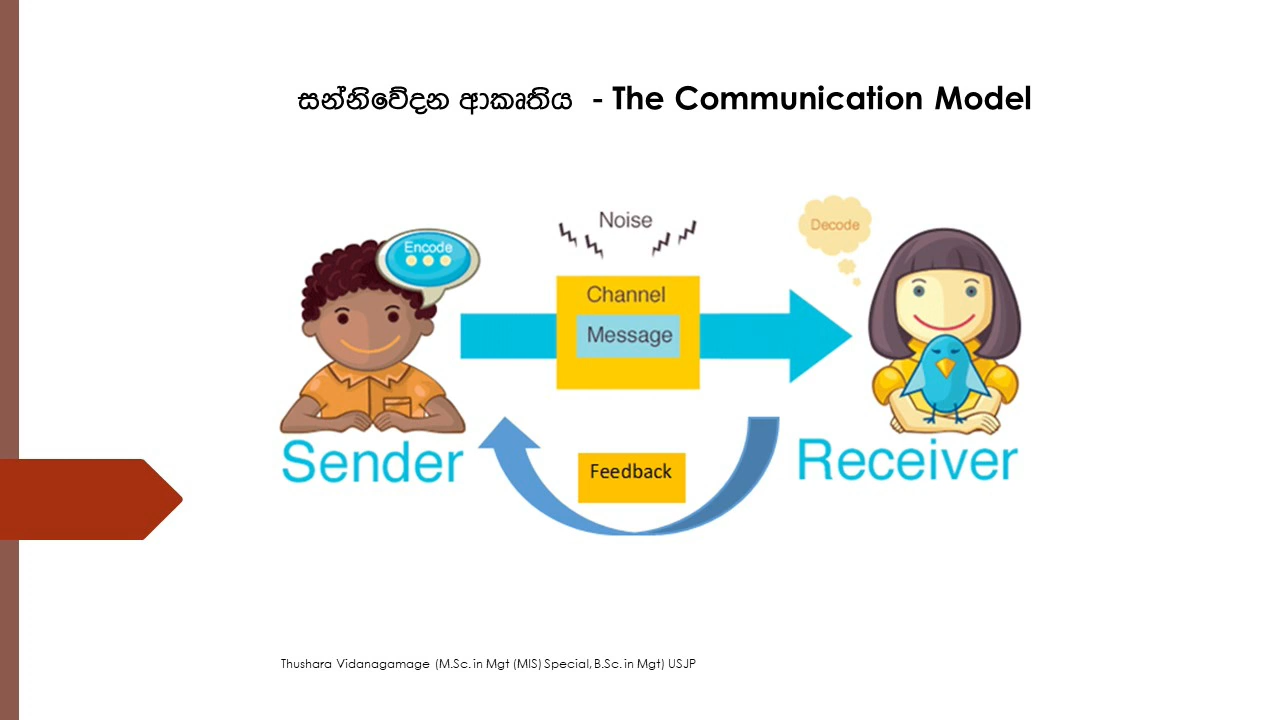 සන්නිවේදන ආකෘතිය - The Communication Model
Noise
Decode
Encode
Channel
Message
Sender
Receiver
Feedback
Thushara Vidanagamage (M.Sc. in Mgt (MIS) Special, B.Sc. in Mgt) USJP